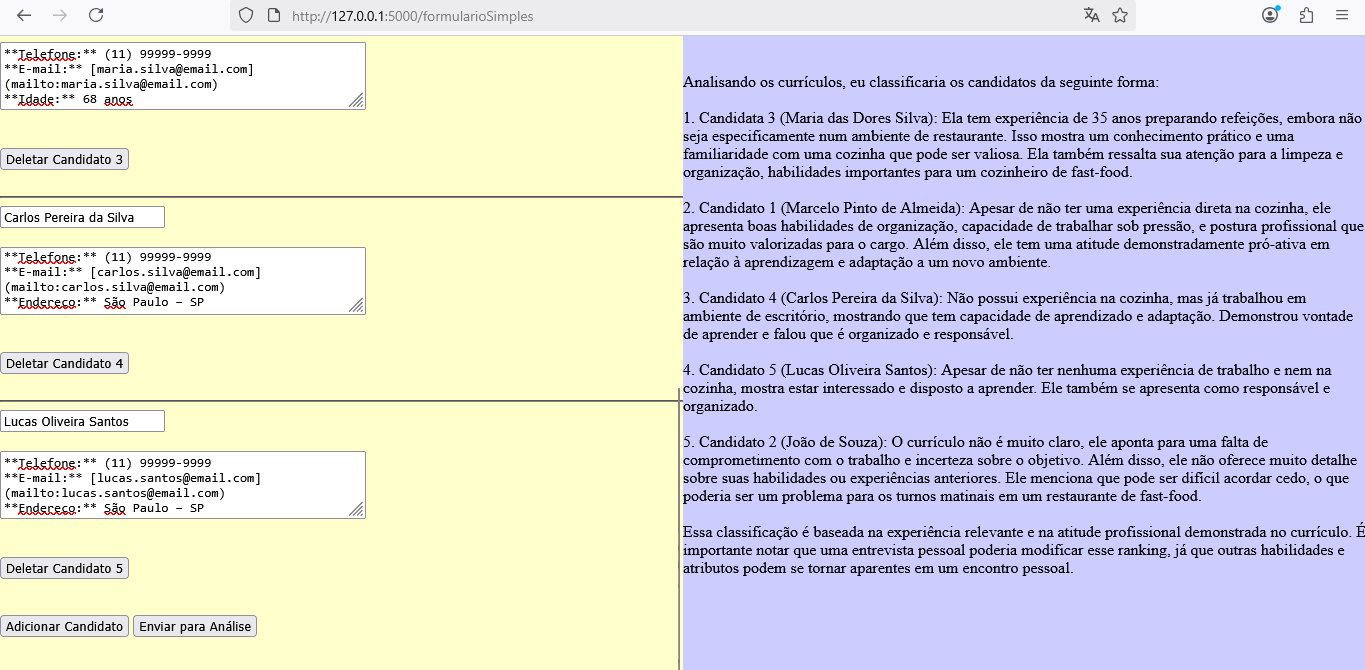 http://127.0.0.1:5000/formularioSimples
**Telefone:** (11) 99999-9999
**E-mail:** [maria.silva@email.com]
(mailto:maria.silva@email.com)
**Idade:** 68 anos
Deletar Candidato 3
Carlos Pereira da Silva
**Telefone:** (11) 99999-9999
**E-mail:** [carlos.silva@email.com]
(mailto:carlos.silva@email.com)
**Endereço:** São Paulo – SP
Deletar Candidato 4
Lucas Oliveira Santos
**Telefone:** (11) 99999-9999
**E-mail:** [lucas.santos@email.com]
(mailto:lucas.santos@email.com)
**Endereço:** São Paulo – SP
Deletar Candidato 5
Adicionar Candidato Enviar para Análise
Analisando os currículos, eu classificaria os candidatos da seguinte forma:
1. Candidata 3 (Maria das Dores Silva): Ela tem experiência de 35 anos preparando refeições, embora não
seja especificamente num ambiente de restaurante. Isso mostra um conhecimento prático e uma
familiaridade com uma cozinha que pode ser valiosa. Ela também ressalta sua atenção para a limpeza e
organização, habilidades importantes para um cozinheiro de fast-food.
2. Candidato 1 (Marcelo Pinto de Almeida): Apesar de não ter uma experiência direta na cozinha, ele
apresenta boas habilidades de organização, capacidade de trabalhar sob pressão, e postura profissional que
são muito valorizadas para o cargo. Além disso, ele tem uma atitude demonstradamente pró-ativa em
relação à aprendizagem e adaptação a um novo ambiente.
3. Candidato 4 (Carlos Pereira da Silva): Não possui experiência na cozinha, mas já trabalhou em
ambiente de escritório, mostrando que tem capacidade de aprendizado e adaptação. Demonstrou vontade
de aprender e falou que é organizado e responsável.
4. Candidato 5 (Lucas Oliveira Santos): Apesar de não ter nenhuma experiência de trabalho e nem na
cozinha, mostra estar interessado e disposto a aprender. Ele também se apresenta como responsável e
organizado.
5. Candidato 2 (João de Souza): O currículo não é muito claro, ele aponta para uma falta de
comprometimento com o trabalho e incerteza sobre o objetivo. Além disso, ele não oferece muito detalhe
sobre suas habilidades ou experiências anteriores. Ele menciona que pode ser difícil acordar cedo, o que
poderia ser um problema para os turnos matinais em um restaurante de fast-food.
Essa classificação é baseada na experiência relevante e na atitude profissional demonstrada no currículo. É
importante notar que uma entrevista pessoal poderia modificar esse ranking, já que outras habilidades e
atributos podem se tornar aparentes em um encontro pessoal.